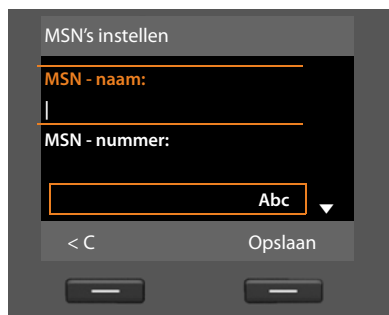 MSN's instellen
MSN - naam:
MSN - nummer:
Abc
< C Opslaan